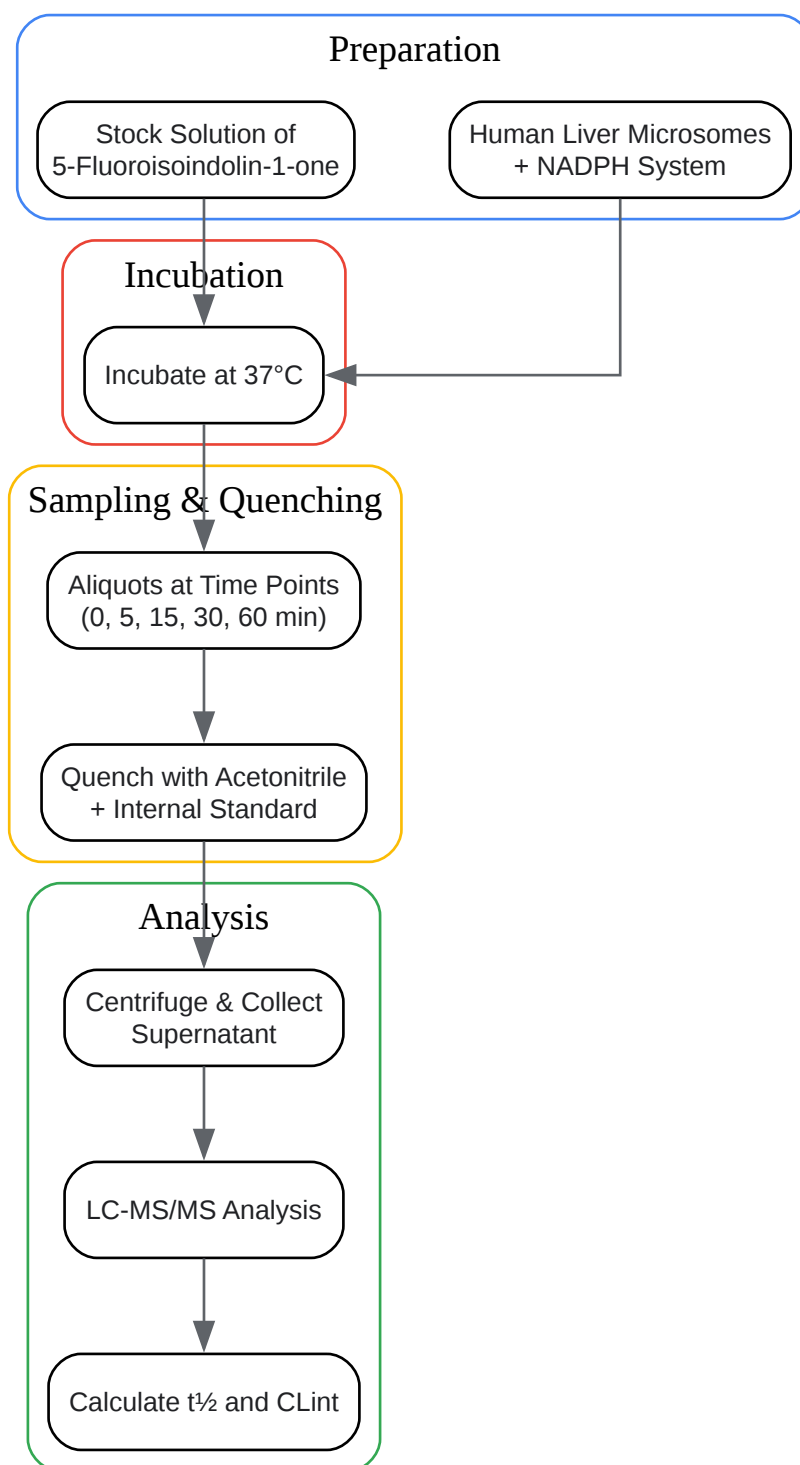 Preparation
Stock Solution of
5-Fluoroisoindolin-1-one
Human Liver Microsomes
+ NADPH System
Incubation
Incubate at 37°C
Sampling & Quenching
Aliquots at Time Points
(0, 5, 15, 30, 60 min)
Quench with Acetonitrile
+ Internal Standard
Analysis
Centrifuge & Collect
Supernatant
LC-MS/MS Analysis
Calculate t½ and CLint